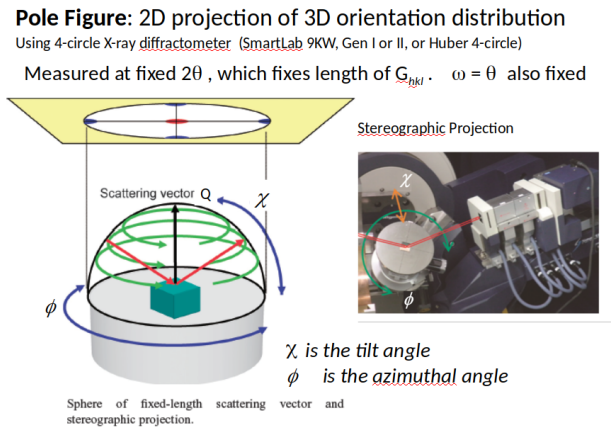 Pole Figure: 2D projection of 3D orientation distribution
Using 4-circle X-ray diffractometer (SmartLab 9KW, Gen I or II, or Huber 4-circle)
Measured at fixed 2θ , which fixes length of Ghkl . ω = θ also fixed
Stereographic Projection
Scattering vector Q
χ
ϕ
χ
ϕ
χ is the tilt angle
ϕ is the azimuthal angle
Sphere of fixed-length scattering vector and
stereographic projection.